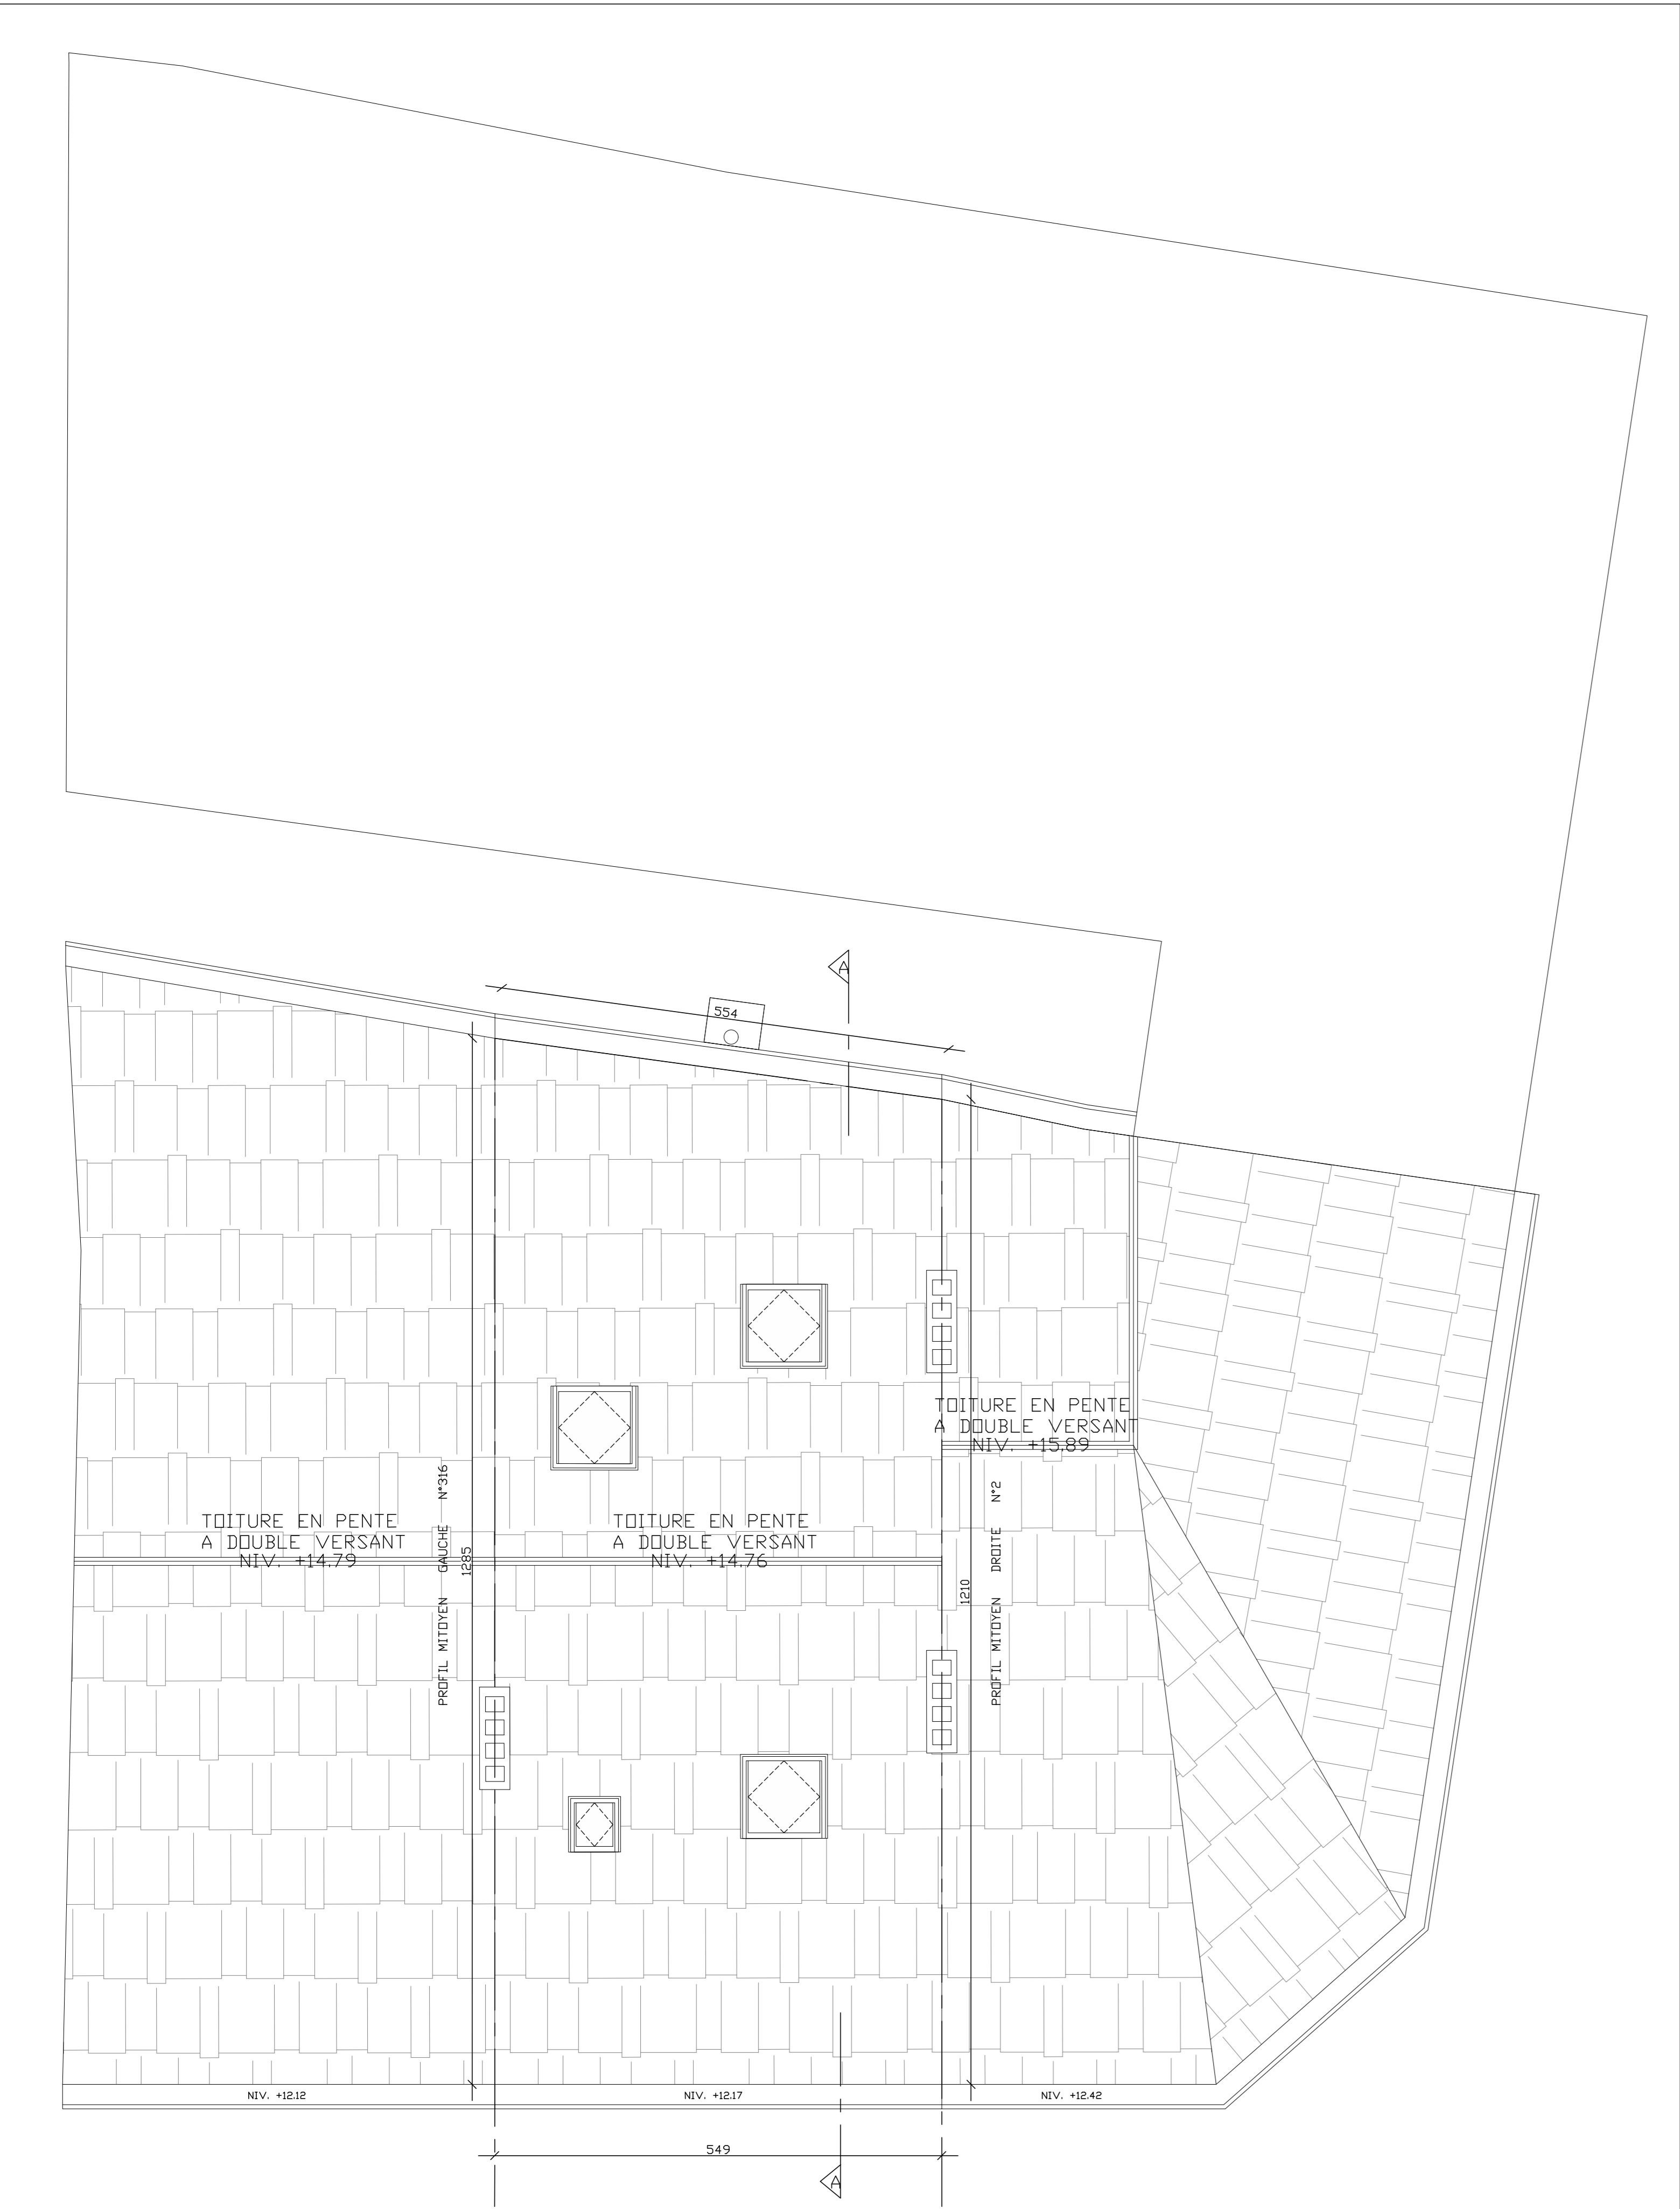 A
554
TOITURE EN PENTE
A DOUBLE VERSANT
NIV. +15.89
PROFIL MITOYEN GAUCHE N°316
1285
TOITURE EN PENTE
A DOUBLE VERSANT
NIV. +14.79
TOITURE EN PENTE
A DOUBLE VERSANT
NIV. +14.76
1210
PROFIL MITOYEN DROITE N°2
NIV. +12.12
NIV. +12.17
NIV. +12.42
549
A